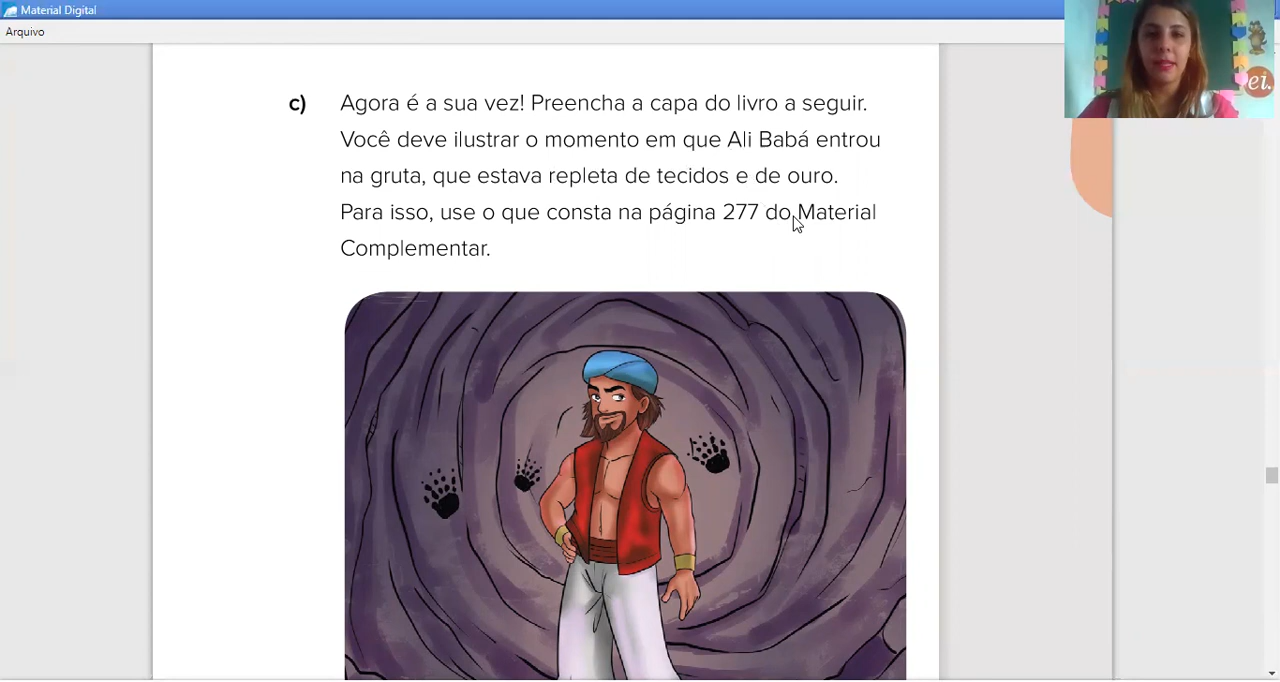 Material Digital
Arquivo
ei.
c) Agora é a sua vez! Preencha a capa do livro a seguir.
Você deve ilustrar o momento em que Ali Babá entrou
na gruta, que estava repleta de tecidos e de ouro.
Para isso, use o que consta na página 277 do Material
Complementar.